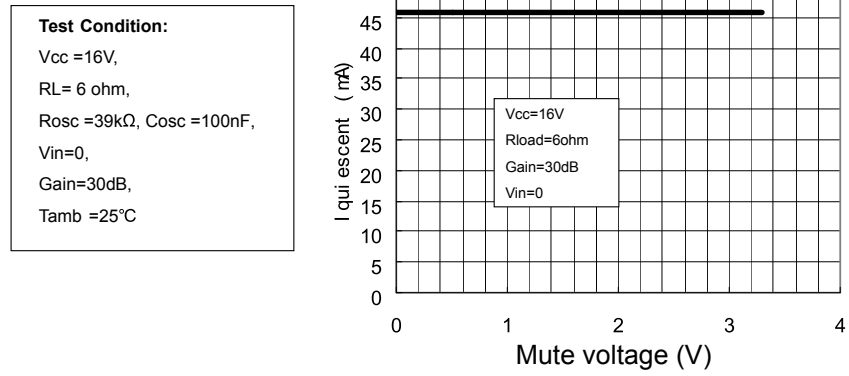 Test Condition:
Vcc =16V,
RL= 6 ohm,
Rosc =39kΩ, Cosc =100nF,
Vin=0,
Gain=30dB,
Tamb =25℃
45
40
35
30
25
20
15
10
5
0
I qui escent ( mA)
Vcc=16V
Rload=6ohm
Gain=30dB
Vin=0
0 1 2 3 4
Mute voltage (V)